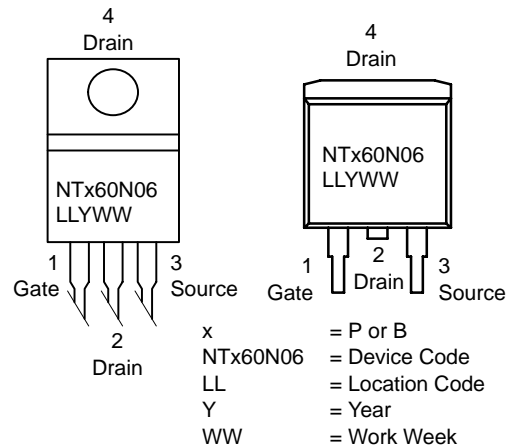 4
Drain
NTx60N06
LLYWW
1
Gate
3
Source
2
Drain
4
Drain
NTx60N06
LLYWW
1
Gate
2
Drain
3
Source
x = P or B
NTx60N06 = Device Code
LL = Location Code
Y = Year
WW = Work Week